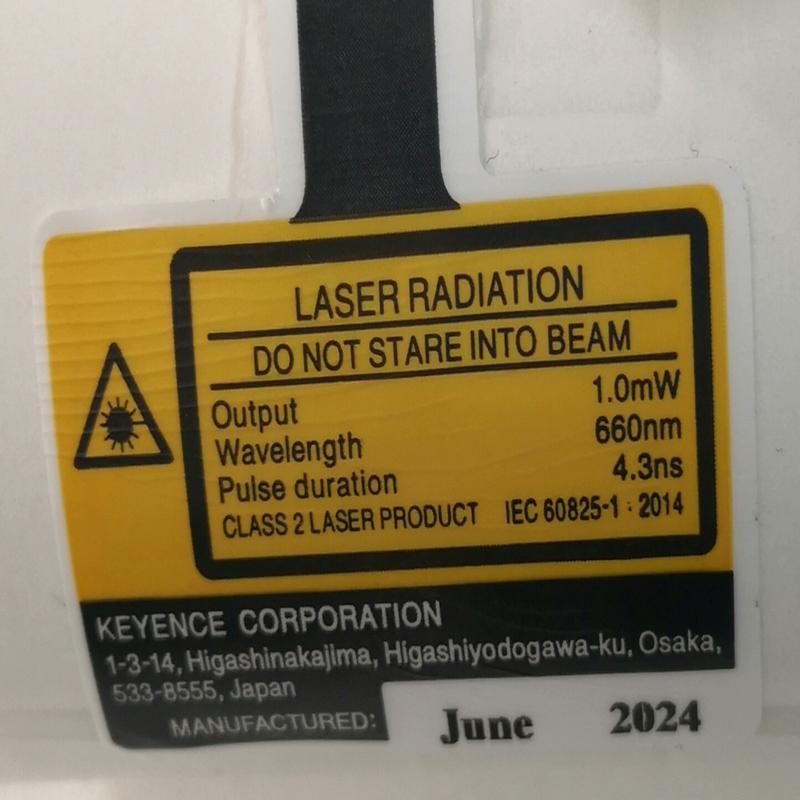 LASER RADIATION
DO NOT STARE INTO BEAM
Output 1.0mW
Wavelength 660nm
Pulse duration 4.3ns
CLASS 2 LASER PRODUCT IEC 60825-1 : 2014
KEYENCE CORPORATION
1-3-14, Higashinakajima, Higashiyodogawa-ku, Osaka,
533-8555, Japan
MANUFACTURED: June 2024